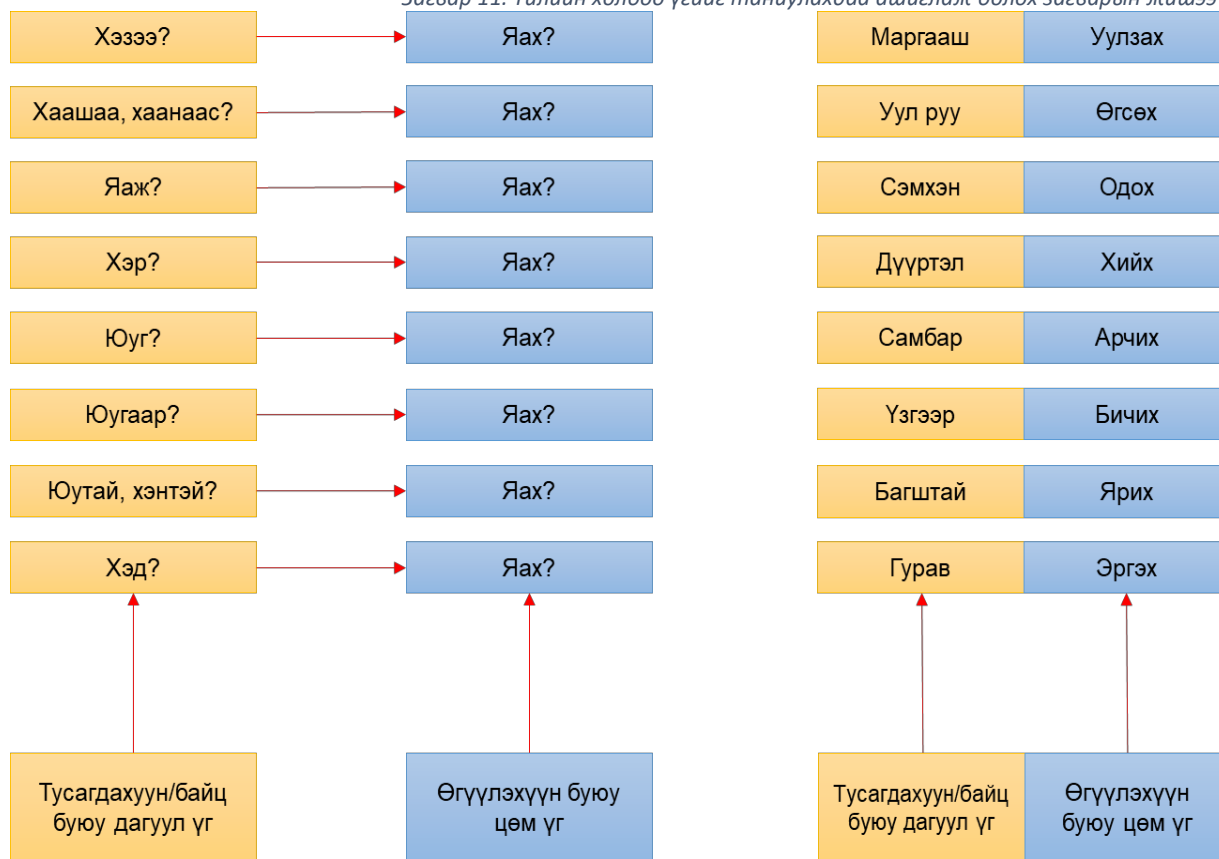 Хэзээ? Яах? Маргааш Уулзах
Хаашаа, хаанаас? Яах? Уул руу Өгсөх
Яаж? Яах? Сэмхэн Одох
Хэр? Яах? Дүүртэл Хийх
Юуг? Яах? Самбар Арчих
Юугаар? Яах? Үзгээр Бичих
Юутай, хэнтэй? Яах? Багштай Ярих
Хэд? Яах? Гурав Эргэх
Тусагдахуун/байц
буюу дагуул үг
Өгүүлэхүүн буюу
цөм үг
Тусагдахуун/байц
буюу дагуул үг
Өгүүлэхүүн
буюу цөм үг